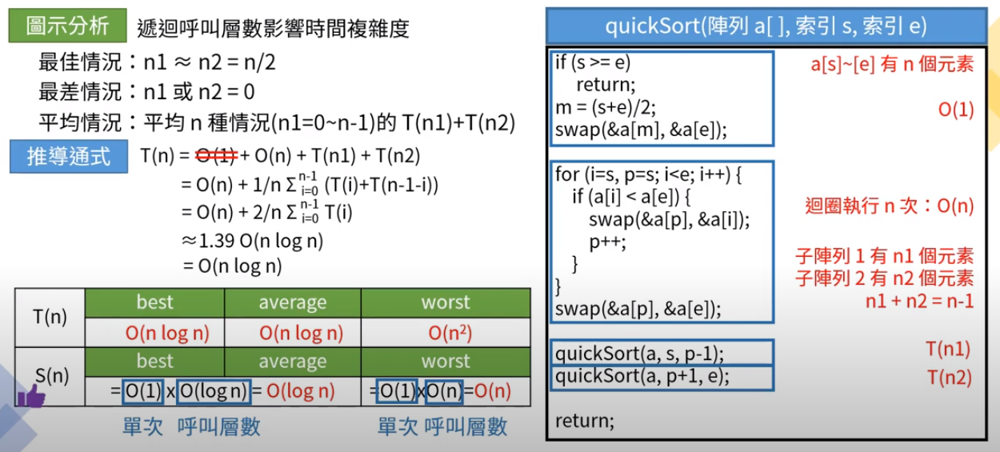 圖示分析 遞迴呼叫層數影響時間複雜度
最佳情況：n1 ≈ n2 = n/2
最差情況：n1 或 n2 = 0
平均情況：平均 n 種情況(n1=0~n-1)的 T(n1)+T(n2)
推導通式 T(n) = O(1) + O(n) + T(n1) + T(n2)
= O(n) + 1/n Σ n-1 i=0 (T(i)+T(n-1-i))
= O(n) + 2/n Σ n-1 i=0 T(i)
≈1.39 O(n log n)
= O(n log n)
T(n) best average worst
O(n log n) O(n log n) O(n²)
S(n) best average worst
=O(1)x O(log n)= O(log n) =O(1)xO(n)=O(n)
單次 呼叫層數 單次 呼叫層數
quickSort(陣列 a[ ], 索引 s, 索引 e)
if (s >= e) a[s]~[e] 有 n 個元素
return;
m = (s+e)/2; O(1)
swap(&a[m], &a[e]);
for (i=s, p=s; i<e; i++) {
if (a[i] < a[e]) { 迴圈執行 n 次：O(n)
swap(&a[p], &a[i]);
p++; 子陣列 1 有 n1 個元素
} 子陣列 2 有 n2 個元素
} n1 + n2 = n-1
swap(&a[p], &a[e]);
quickSort(a, s, p-1); T(n1)
quickSort(a, p+1, e); T(n2)
return;